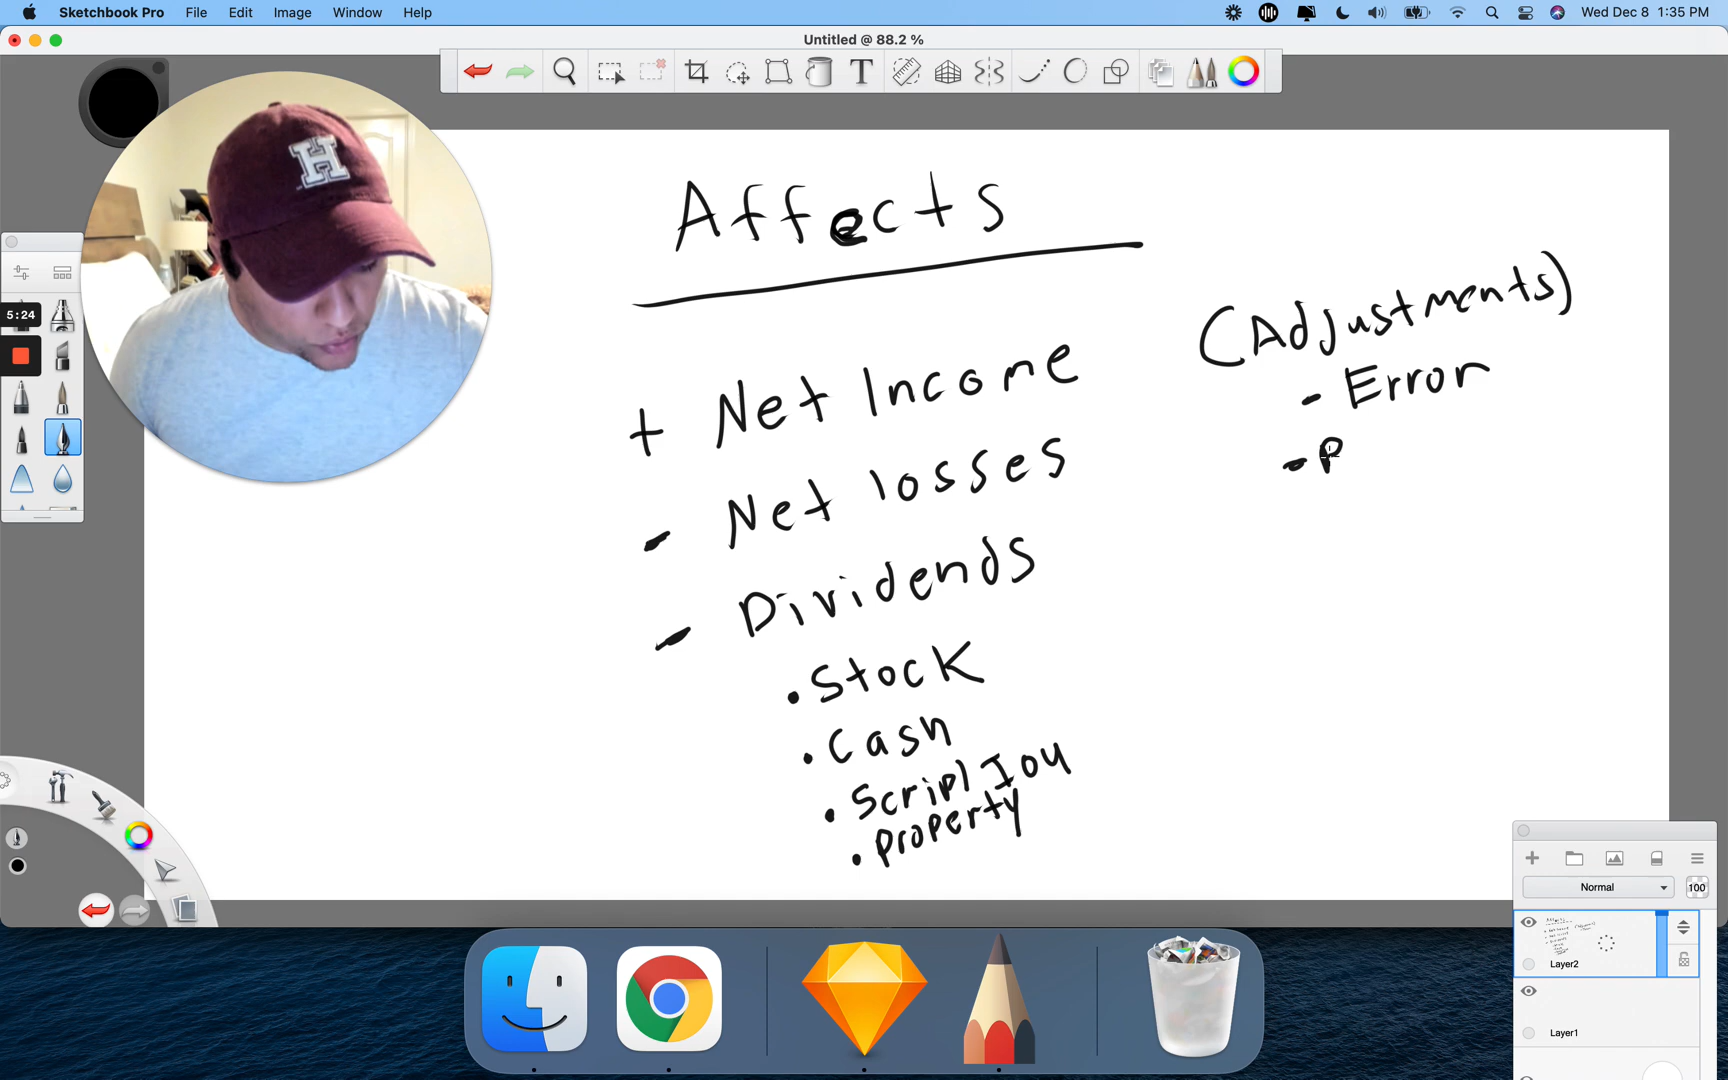 Sketchbook Pro File Edit Image Window Help
Wed Dec 8 1:35 PM
Untitled @ 88.2 %
H
5:24
Affects
+ Net Income
- Net losses
- Dividends
• Stock
• Cash
• Script IOU
• Property
(Adjustments)
- Error
- P
Normal
100
Layer2
Layer1